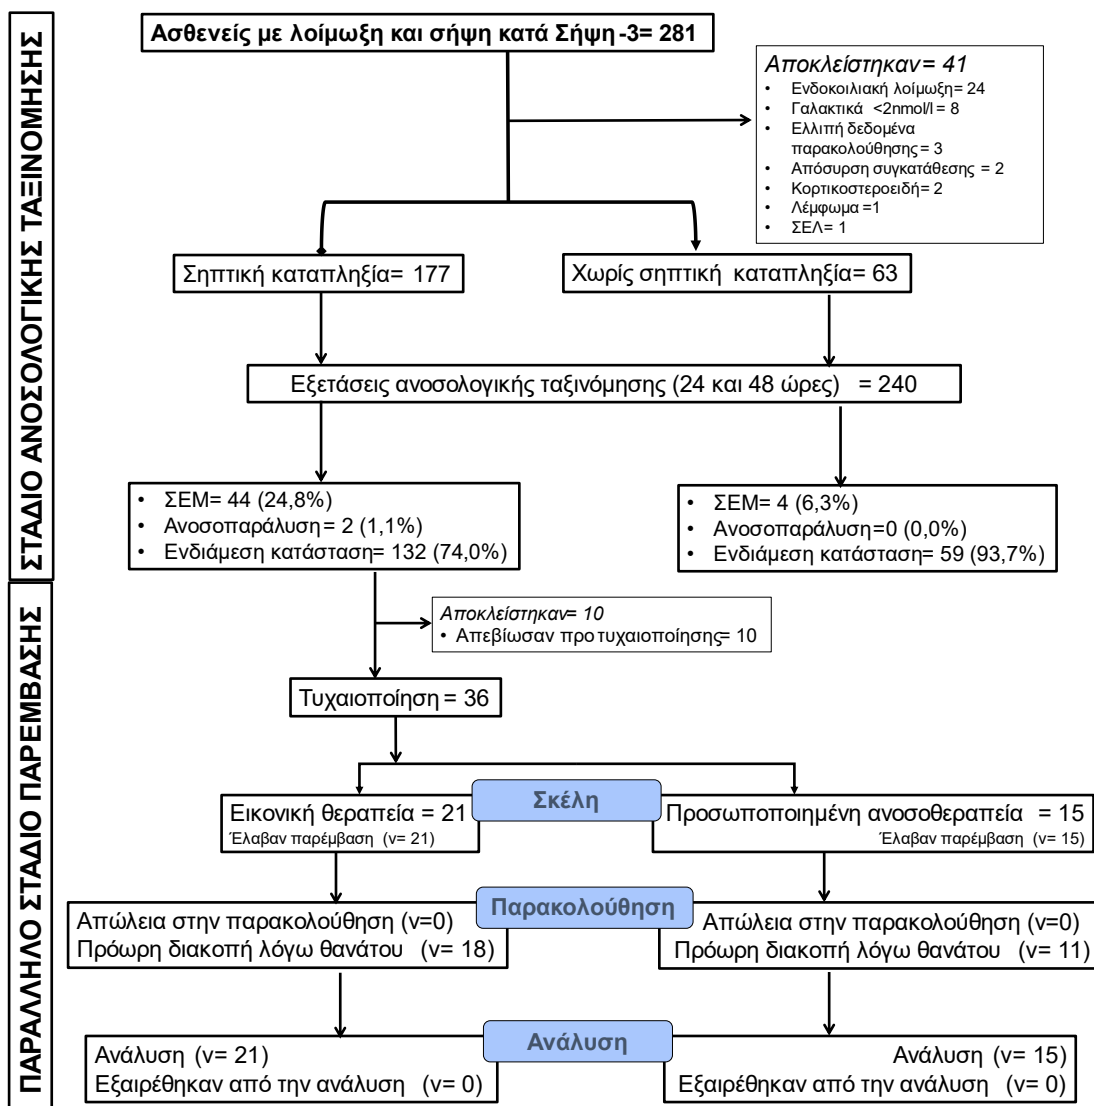 ΣΤΑΔΙΟ ΑΝΟΣΟΛΟΓΙΚΗΣ ΤΑΞΙΝΟΜΗΣΗΣ
Ασθενείς με λοίμωξη και σήψη κατά Σήψη-3= 281
Αποκλείστηκαν= 41
• Ενδοκοιλιακή λοίμωξη= 24
• Γαλακτικά <2nmol/l = 8
• Ελλιπή δεδομένα
παρακολούθησης = 3
• Απόσυρση συγκατάθεσης = 2
• Κορτικοστεροειδή = 2
• Λέμφωμα =1
• ΣΕΛ= 1
Σηπτική καταπληξία= 177
Χωρίς σηπτική καταπληξία= 63
Εξετάσεις ανοσολογικής ταξινόμησης (24 και 48 ώρες) = 240
• ΣΕΜ= 44 (24,8%)
• Ανοσοπαράλυση = 2 (1,1%)
• Ενδιάμεση κατάσταση= 132 (74,0%)
• ΣΕΜ= 4 (6,3%)
• Ανοσοπαράλυση=0 (0,0%)
• Ενδιάμεση κατάσταση= 59 (93,7%)
ΠΑΡΑΛΛΗΛΟ ΣΤΑΔΙΟ ΠΑΡΕΜΒΑΣΗΣ
Αποκλείστηκαν= 10
• Απεβίωσαν προ τυχαιοποίησης= 10
Τυχαιοποίηση = 36
Σκέλη
Εικονική θεραπεία = 21
Έλαβαν παρέμβαση (ν= 21)
Προσωποποιημένη ανοσοθεραπεία = 15
Έλαβαν παρέμβαση (ν= 15)
Παρακολούθηση
Απώλεια στην παρακολούθηση (ν=0)
Πρόωρη διακοπή λόγω θανάτου (ν= 18)
Απώλεια στην παρακολούθηση (ν=0)
Πρόωρη διακοπή λόγω θανάτου (ν= 11)
Ανάλυση
Ανάλυση (ν= 21)
Εξαιρέθηκαν από την ανάλυση (ν= 0)
Ανάλυση (ν= 15)
Εξαιρέθηκαν από την ανάλυση (ν= 0)